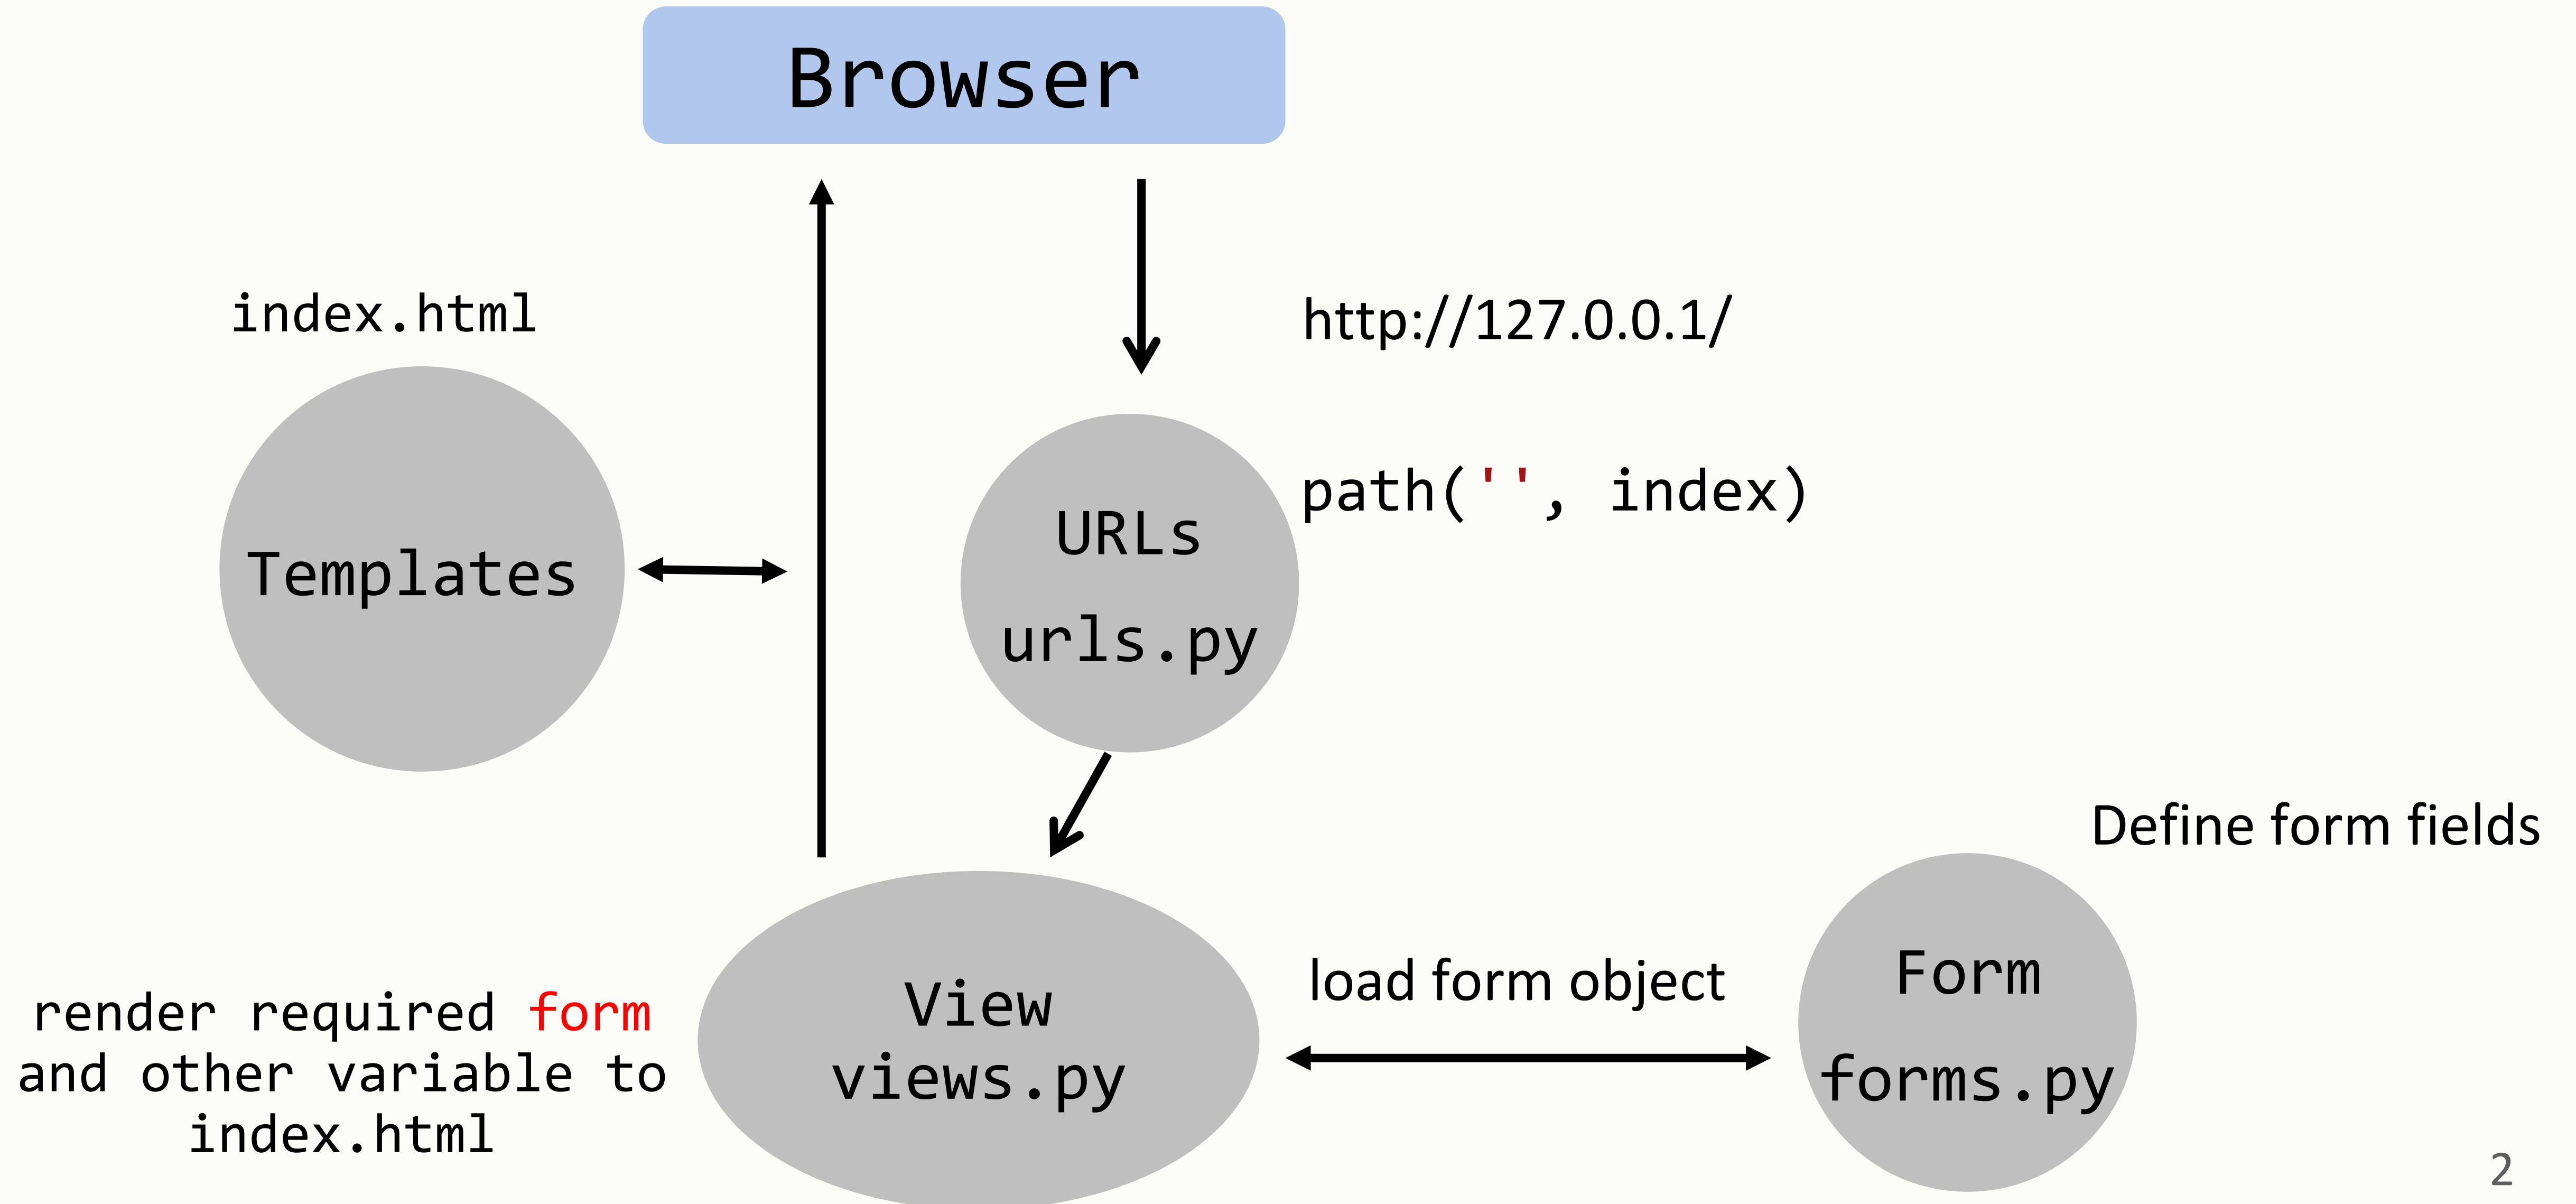 Browser
index.html
http://127.0.0.1/
path('', index)
Templates
URLs
urls.py
Define form fields
render required form
and other variable to
index.html
View
views.py
load form object
Form
forms.py
2